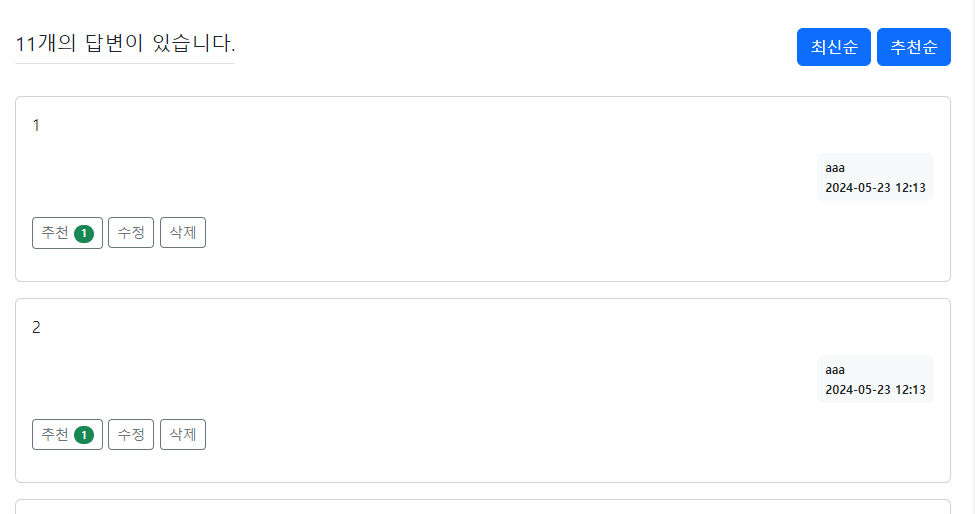 11개의 답변이 있습니다.
최신순 추천순
1
aaa
2024-05-23 12:13
추천 1 수정 삭제
2
aaa
2024-05-23 12:13
추천 1 수정 삭제